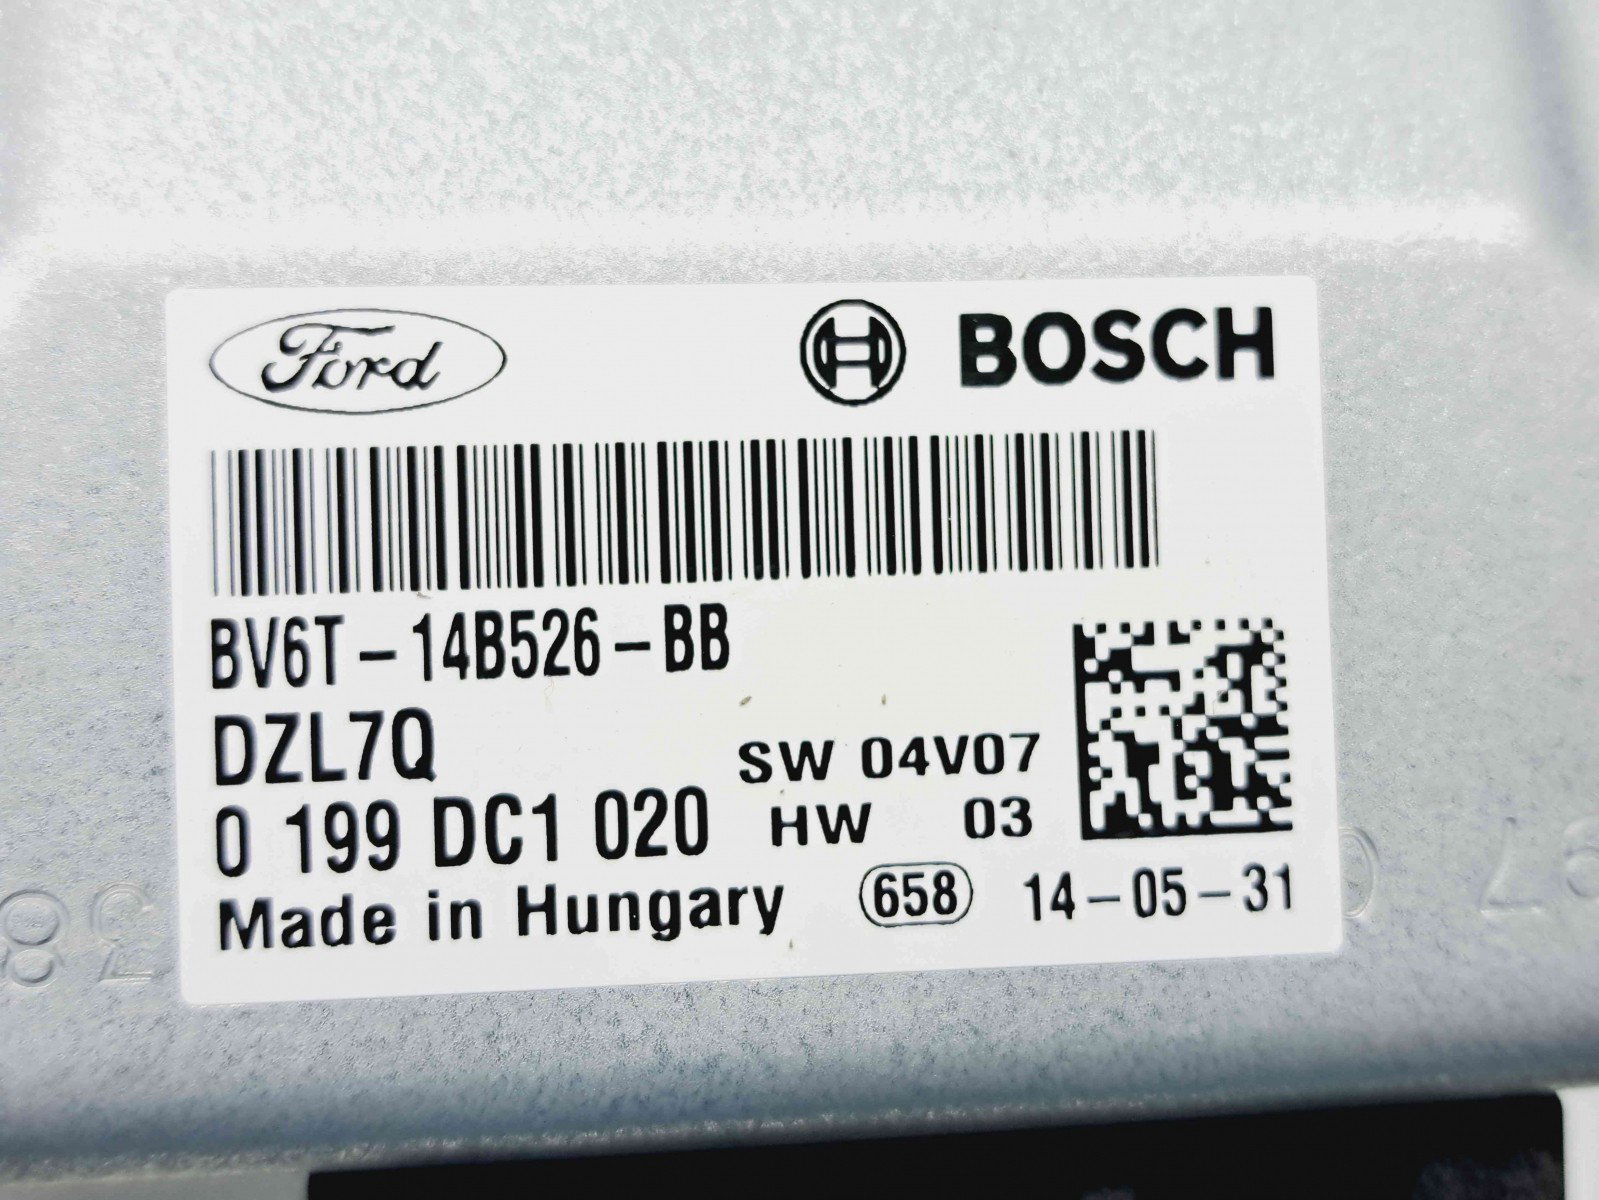 Ford
BOSCH
BV6T-14B526-BB
DZL7Q
SW 04V07
0 199 DC1 020
HW 03
Made in Hungary
658
14-05-31